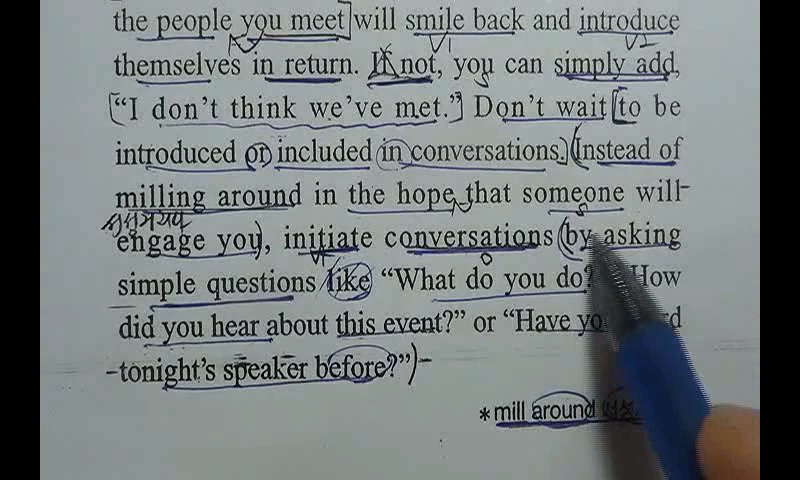 the people you meet] will smile back and introduce
themselves in return. If not, you can simply add,
["I don't think we've met."] Don't wait [to be
introduced or included in conversations.] (Instead of
milling around in the hope that someone will
engage you), initiate conversations (by asking
simple questions like "What do you do? How
did you hear about this event?" or "Have
tonight's speaker before?")
*mill around